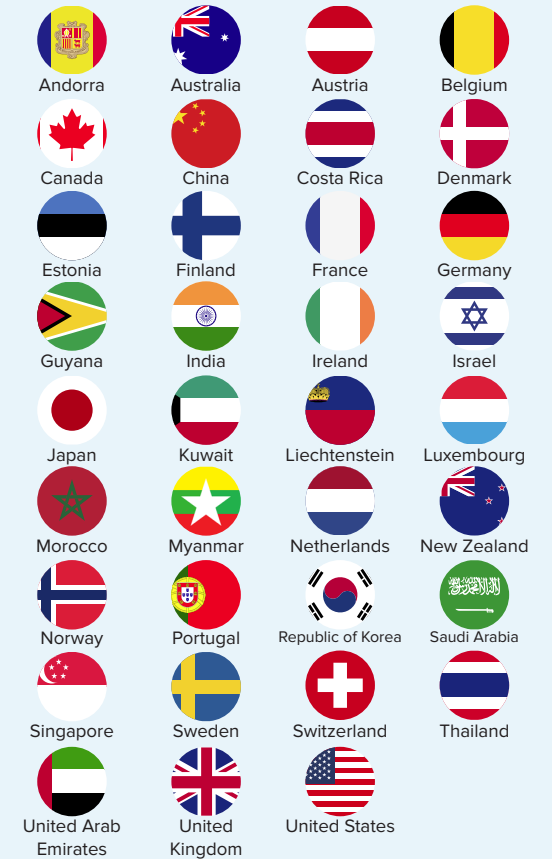 Andorra
Australia
Austria
Belgium
Canada
China
Costa Rica
Denmark
Estonia
Finland
France
Germany
Guyana
India
Ireland
Israel
Japan
Kuwait
Liechtenstein
Luxembourg
Morocco
Myanmar
Netherlands
New Zealand
Norway
Portugal
Republic of Korea
Saudi Arabia
Singapore
Sweden
Switzerland
Thailand
United Arab
Emirates
United
Kingdom
United States